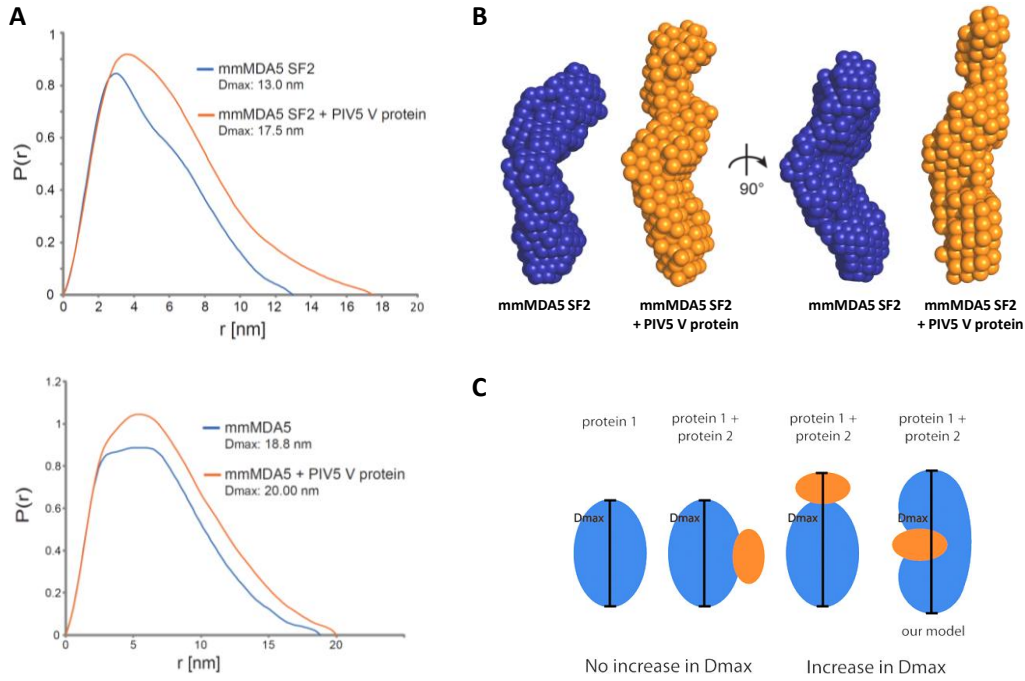 A
1
0.8
0.6
0.4
0.2
0
P(r)
0 2 4 6 8 10 12 14 16 18 20
r [nm]
mmMDA5 SF2
Dmax: 13.0 nm
mmMDA5 SF2 + PIV5 V protein
Dmax: 17.5 nm
1.2
1
0.8
0.6
0.4
0.2
0
P(r)
0 5 10 15 20
r [nm]
mmMDA5
Dmax: 18.8 nm
mmMDA5 + PIV5 V protein
Dmax: 20.00 nm
B
90°
mmMDA5 SF2
mmMDA5 SF2
+ PIV5 V protein
mmMDA5 SF2
mmMDA5 SF2
+ PIV5 V protein
C
protein 1
protein 1 +
protein 2
protein 1 +
protein 2
protein 1 +
protein 2
Dmax
Dmax
Dmax
Dmax
our model
No increase in Dmax
Increase in Dmax